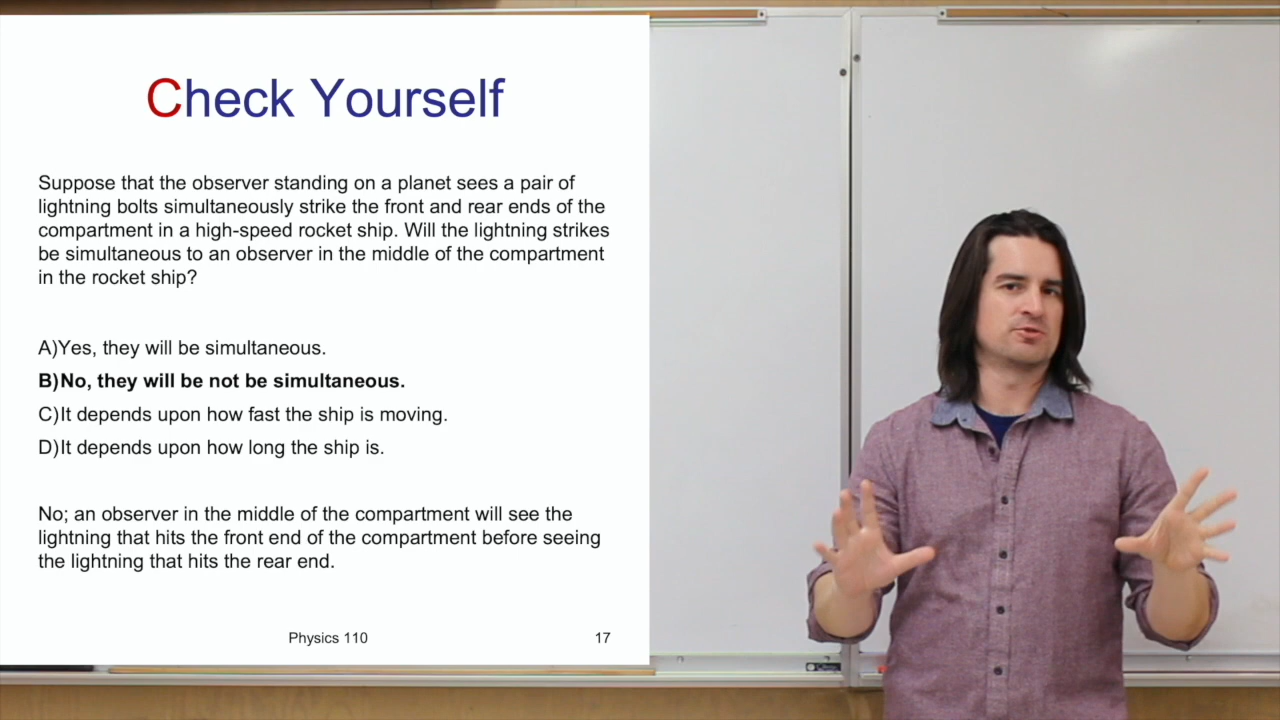 Check Yourself
Suppose that the observer standing on a planet sees a pair of
lightning bolts simultaneously strike the front and rear ends of the
compartment in a high-speed rocket ship. Will the lightning strikes
be simultaneous to an observer in the middle of the compartment
in the rocket ship?
A)Yes, they will be simultaneous.
B)No, they will be not be simultaneous.
C)It depends upon how fast the ship is moving.
D)It depends upon how long the ship is.
No; an observer in the middle of the compartment will see the
lightning that hits the front end of the compartment before seeing
the lightning that hits the rear end.
Physics 110
17